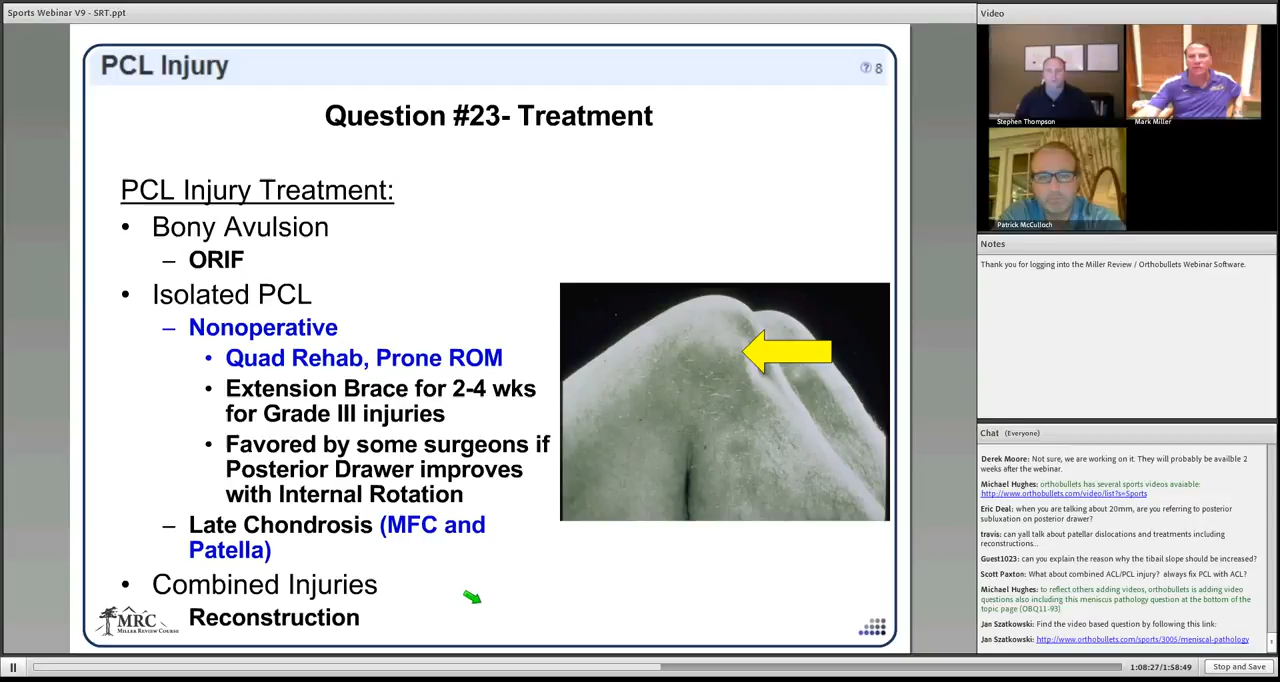 Sports Webinar V9 - SRT.ppt
PCL Injury
8
Question #23- Treatment
PCL Injury Treatment:
• Bony Avulsion
– ORIF
• Isolated PCL
– Nonoperative
• Quad Rehab, Prone ROM
• Extension Brace for 2-4 wks
for Grade III injuries
• Favored by some surgeons if
Posterior Drawer improves
with Internal Rotation
– Late Chondrosis (MFC and
Patella)
• Combined Injuries
Reconstruction
MRC
MILLER REVIEW COURSE
Video
Stephen Thompson
Mark Miller
Patrick McCulloch
Notes
Thank you for logging into the Miller Review / Orthobullets Webinar Software.
Chat (Everyone)
Derek Moore: Not sure, we are working on it. They will probably be availble 2
weeks after the webinar.
Michael Hughes: orthobullets has several sports videos avaiable:
http://www.orthobullets.com/video/list?s=Sports
Eric Deal: when you are talking about 20mm, are you referring to posterior
subluxation on posterior drawer?
travis: can yall talk about patellar dislocations and treatments including
reconstructions...
Guest1023: can you explain the reason why the tibail slope should be increased?
Scott Paxton: What about combined ACL/PCL injury? always fix PCL with ACL?
Michael Hughes: to reflect others adding videos, orthobullets is adding video
questions also including this meniscus pathology question at the bottom of the
topic page (OBQ11-93)
Jan Szatkowski: Find the video based question by following this link:
Jan Szatkowski: http://www.orthobullets.com/sports/3005/meniscal-pathology
1:08:27/1:58:49
Stop and Save